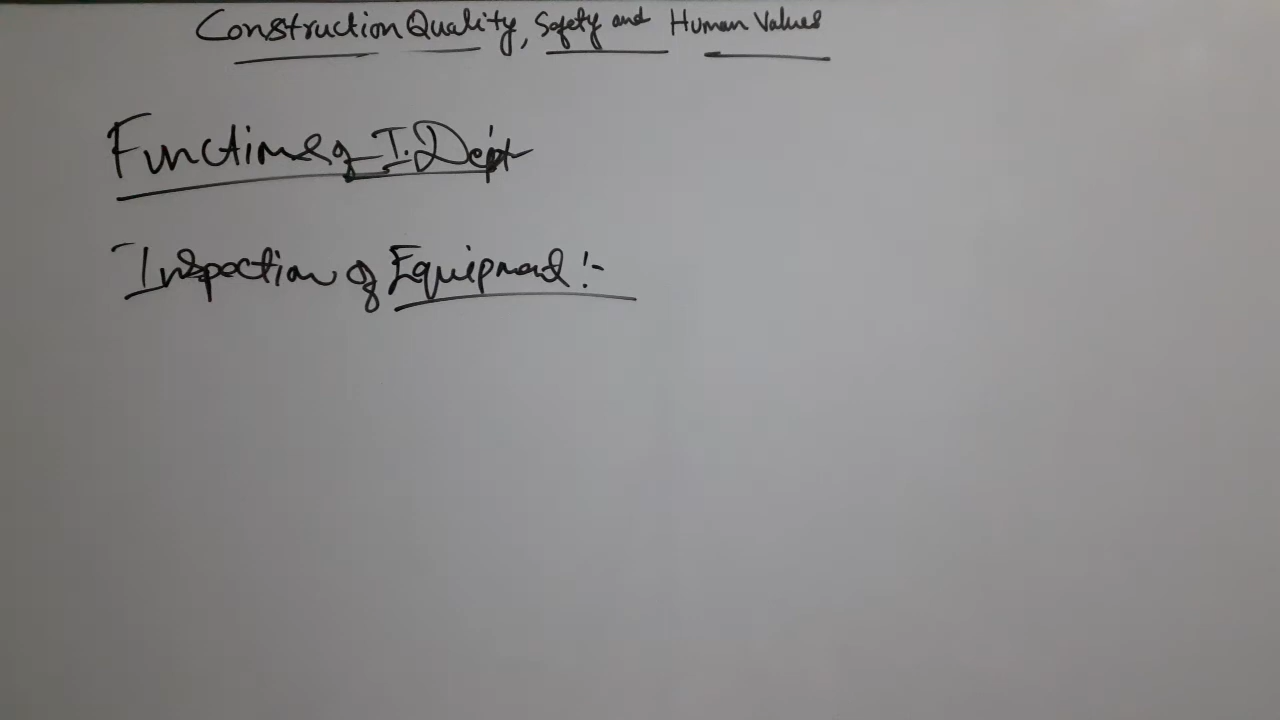 Construction Quality, Safety and Human Values
Functions of I. Dept
Inspection of Equipment :-